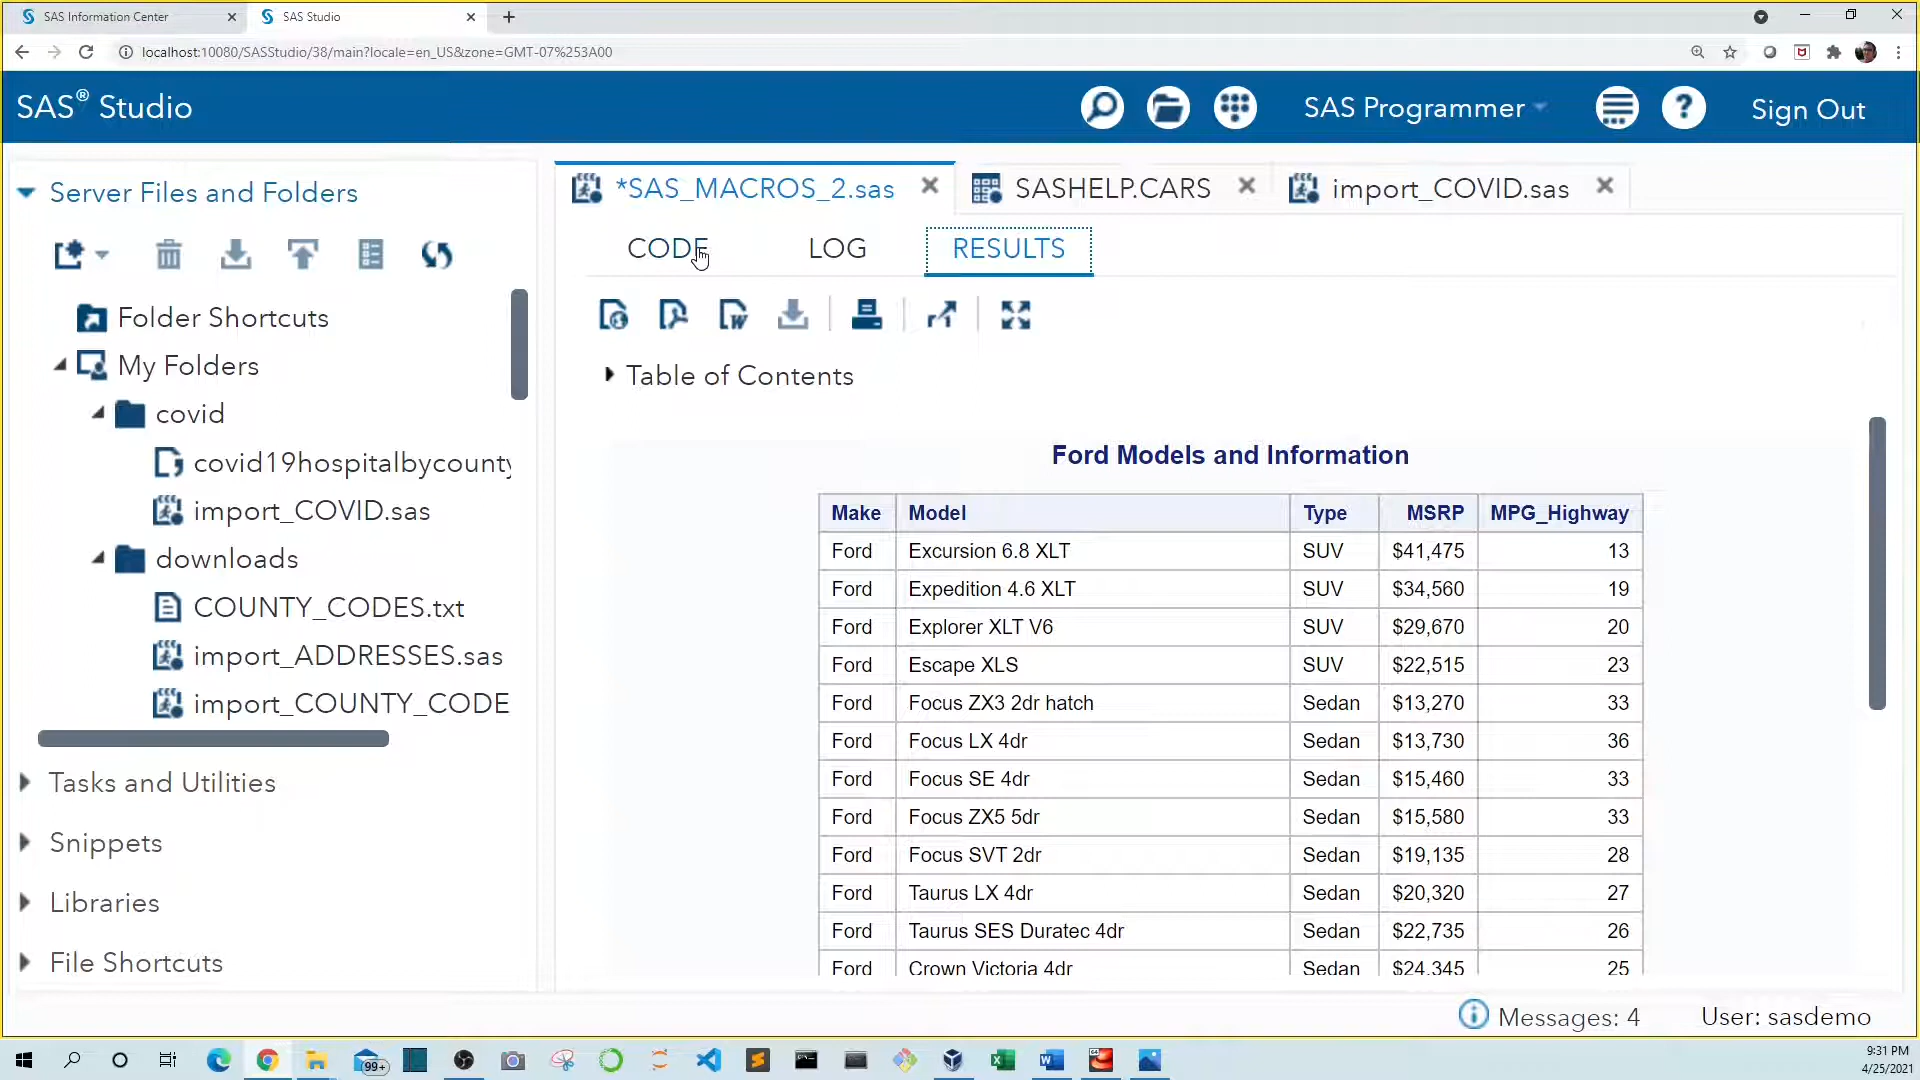 SAS Information Center
SAS Studio
localhost:10080/SASStudio/38/main?locale=en_US&zone=GMT-07%253A00
SAS® Studio
SAS Programmer
Sign Out
Server Files and Folders
Folder Shortcuts
My Folders
covid
covid19hospitalbycounty
import_COVID.sas
downloads
COUNTY_CODES.txt
import_ADDRESSES.sas
import_COUNTY_CODE
Tasks and Utilities
Snippets
Libraries
File Shortcuts
*SAS_MACROS_2.sas
SASHELP.CARS
import_COVID.sas
CODE LOG RESULTS
Table of Contents
Ford Models and Information
Make Model Type MSRP MPG_Highway
Ford Excursion 6.8 XLT SUV $41,475 13
Ford Expedition 4.6 XLT SUV $34,560 19
Ford Explorer XLT V6 SUV $29,670 20
Ford Escape XLS SUV $22,515 23
Ford Focus ZX3 2dr hatch Sedan $13,270 33
Ford Focus LX 4dr Sedan $13,730 36
Ford Focus SE 4dr Sedan $15,460 33
Ford Focus ZX5 5dr Sedan $15,580 33
Ford Focus SVT 2dr Sedan $19,135 28
Ford Taurus LX 4dr Sedan $20,320 27
Ford Taurus SES Duratec 4dr Sedan $22,735 26
Ford Crown Victoria 4dr Sedan $24,345 25
Messages: 4
User: sasdemo
99+
9:31 PM
4/25/2021